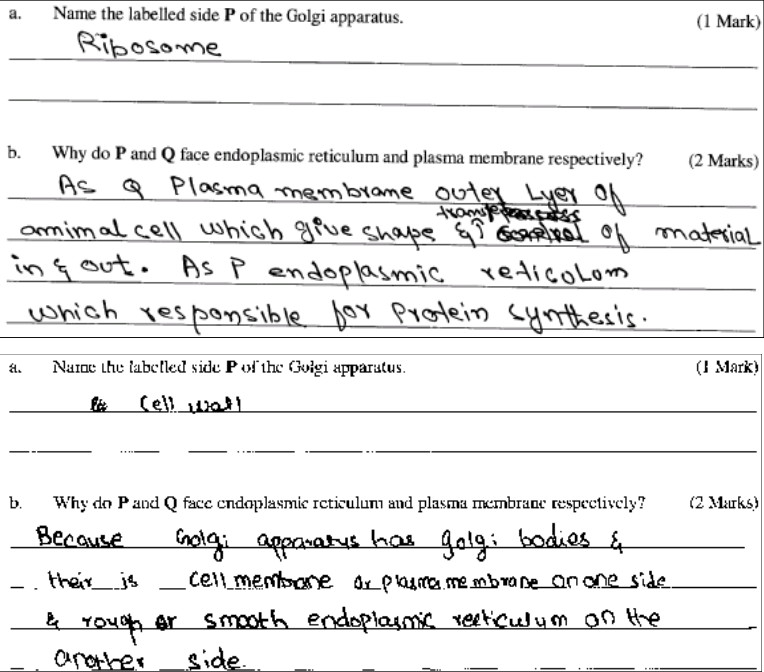 a. Name the labelled side P of the Golgi apparatus. (1 Mark)
Ribosome
b. Why do P and Q face endoplasmic reticulum and plasma membrane respectively? (2 Marks)
As Q Plasma membrane outer Lyer of
transfer
animal cell which give shape & of material
in & out. As P endoplasmic reticolom
which responsible for Protein synthesis.
a. Name the labelled side P of the Golgi apparatus. (1 Mark)
Cell wall
b. Why do P and Q face endoplasmic reticulum and plasma membrane respectively? (2 Marks)
Because Golgi apparatus has golgi bodies &
their is cell membrane or plasma membrane on one side
& rough or smooth endoplasmic reeticulum on the
another side.